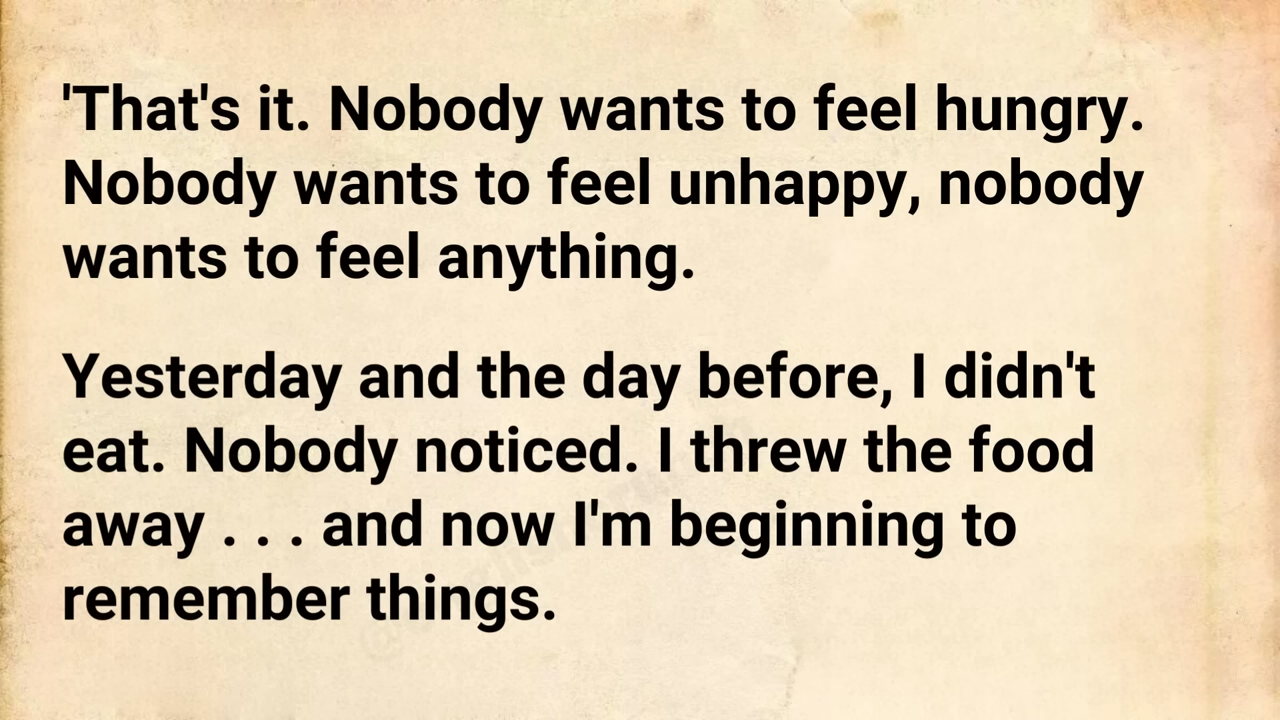 'That's it. Nobody wants to feel hungry.
Nobody wants to feel unhappy, nobody
wants to feel anything.
Yesterday and the day before, I didn't
eat. Nobody noticed. I threw the food
away . . . and now I'm beginning to
remember things.